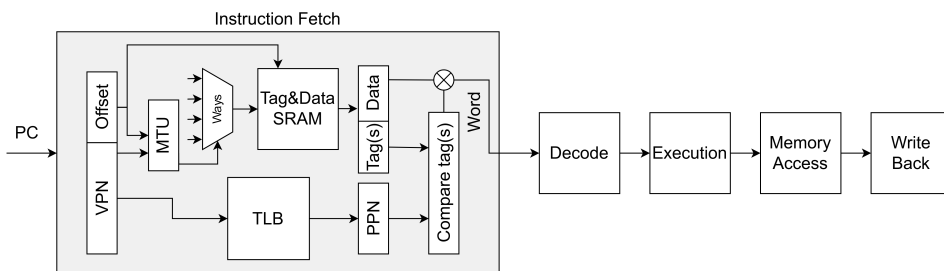 Instruction Fetch
PC
Offset
VPN
MTU
Ways
Tag&Data
SRAM
TLB
Data
Tag(s)
PPN
Compare tag(s)
Word
Decode
Execution
Memory
Access
Write
Back